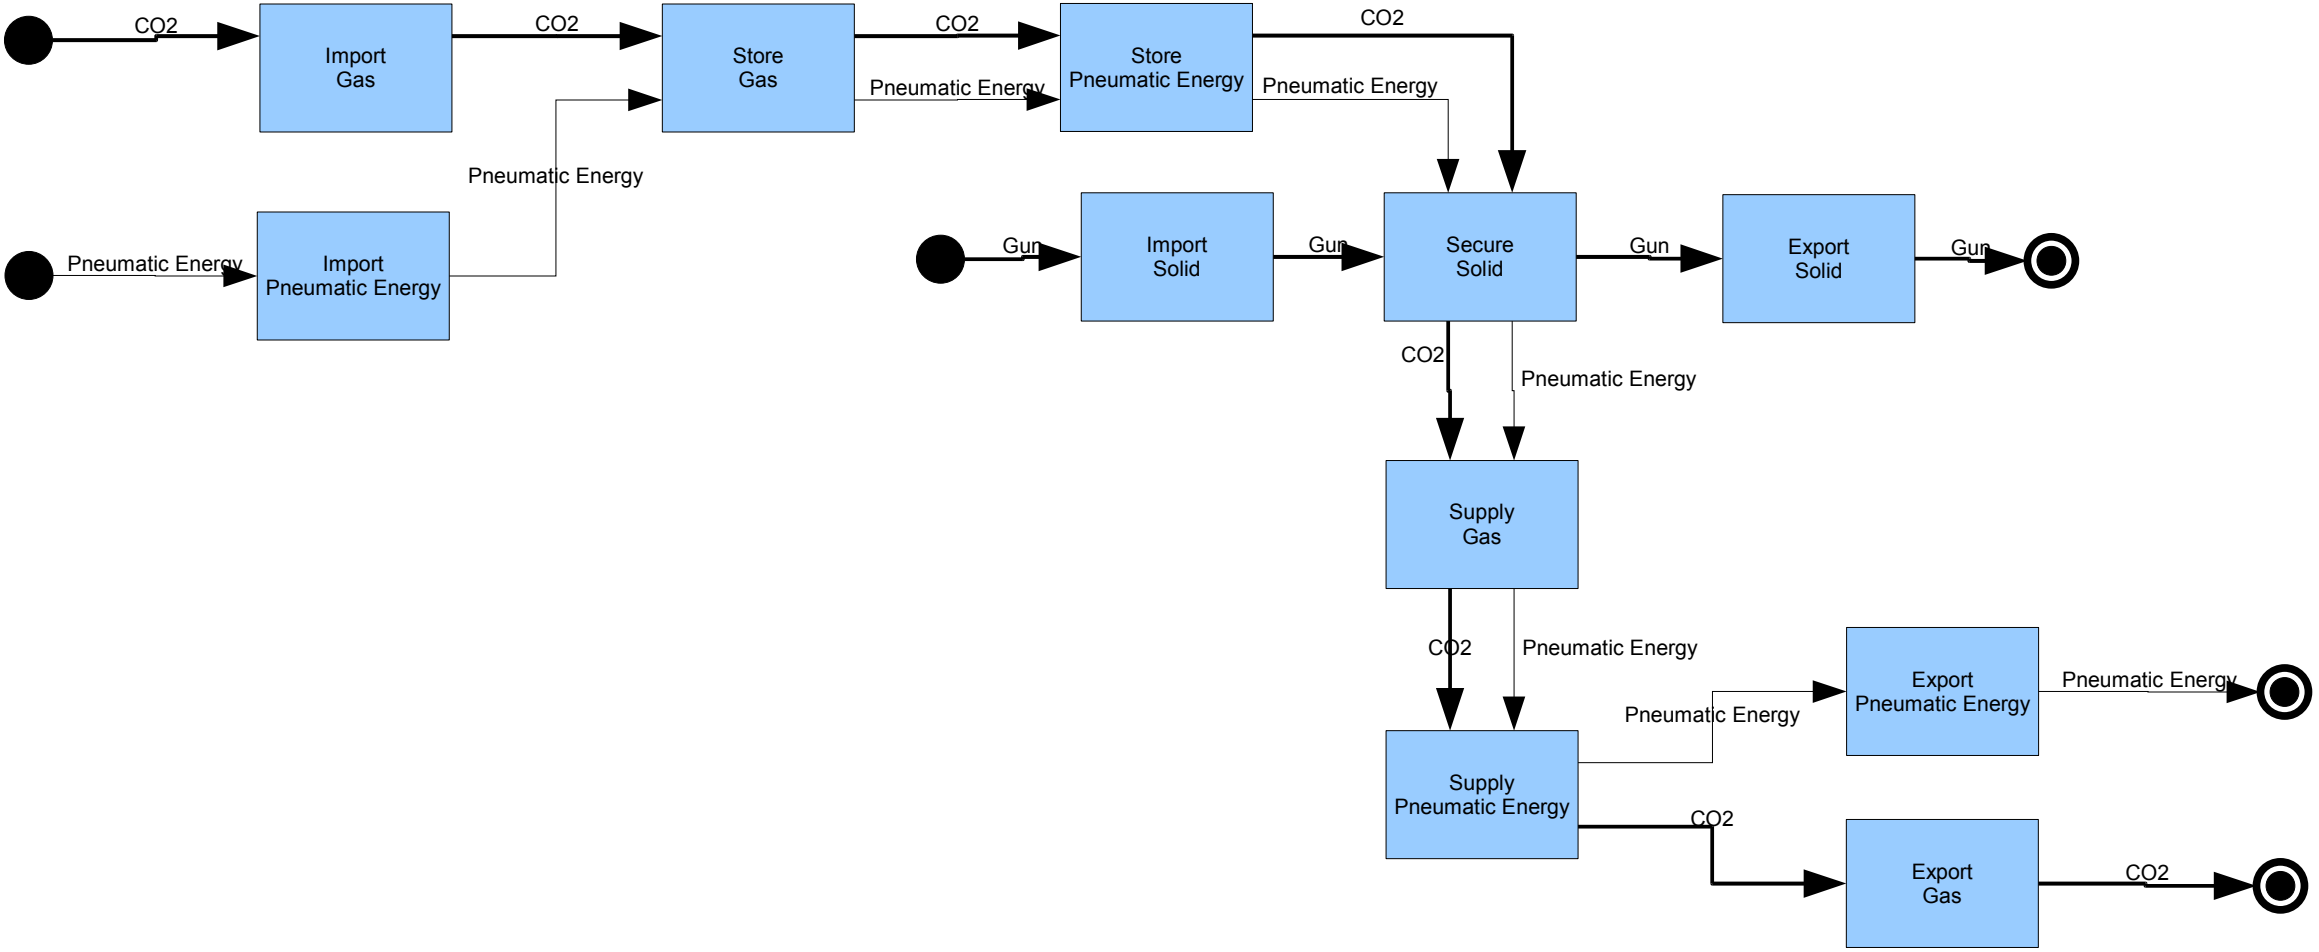 CO2
Import
Gas
CO2
Store
Gas
CO2
Pneumatic Energy
Store
Pneumatic Energy
CO2
Pneumatic Energy
Pneumatic Energy
Pneumatic Energy
Import
Pneumatic Energy
Gun
Import
Solid
Gun
Secure
Solid
Gun
Export
Solid
Gun
CO2
Pneumatic Energy
Supply
Gas
CO2
Pneumatic Energy
Pneumatic Energy
Export
Pneumatic Energy
Pneumatic Energy
Supply
Pneumatic Energy
CO2
Export
Gas
CO2